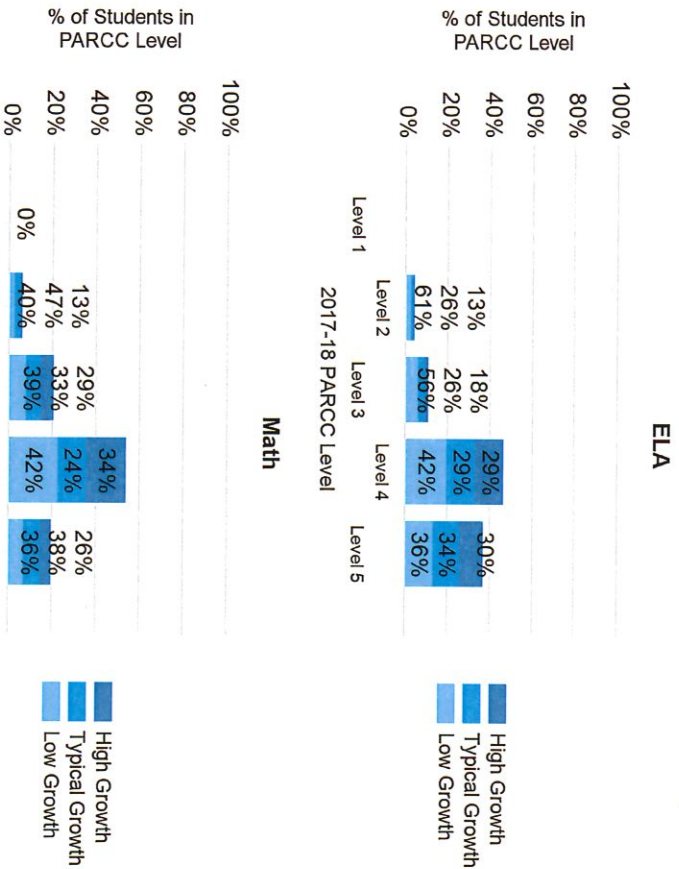 ELA
% of Students in
PARCC Level
100%
80%
60%
40%
20%
0%
13% 18% 29% 30%
26% 26% 29% 34%
61% 56% 42% 36%
Level 1 Level 2 Level 3 Level 4 Level 5
2017-18 PARCC Level
High Growth
Typical Growth
Low Growth
Math
% of Students in
PARCC Level
100%
80%
60%
40%
20%
0%
13% 29% 34% 26%
47% 33% 24% 38%
0% 40% 39% 42% 36%
High Growth
Typical Growth
Low Growth